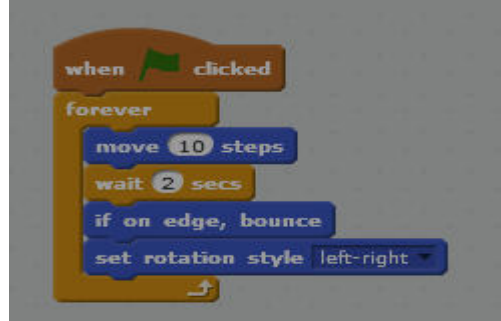 when clicked
forever
move 10 steps
wait 2 secs
if on edge, bounce
set rotation style left-right